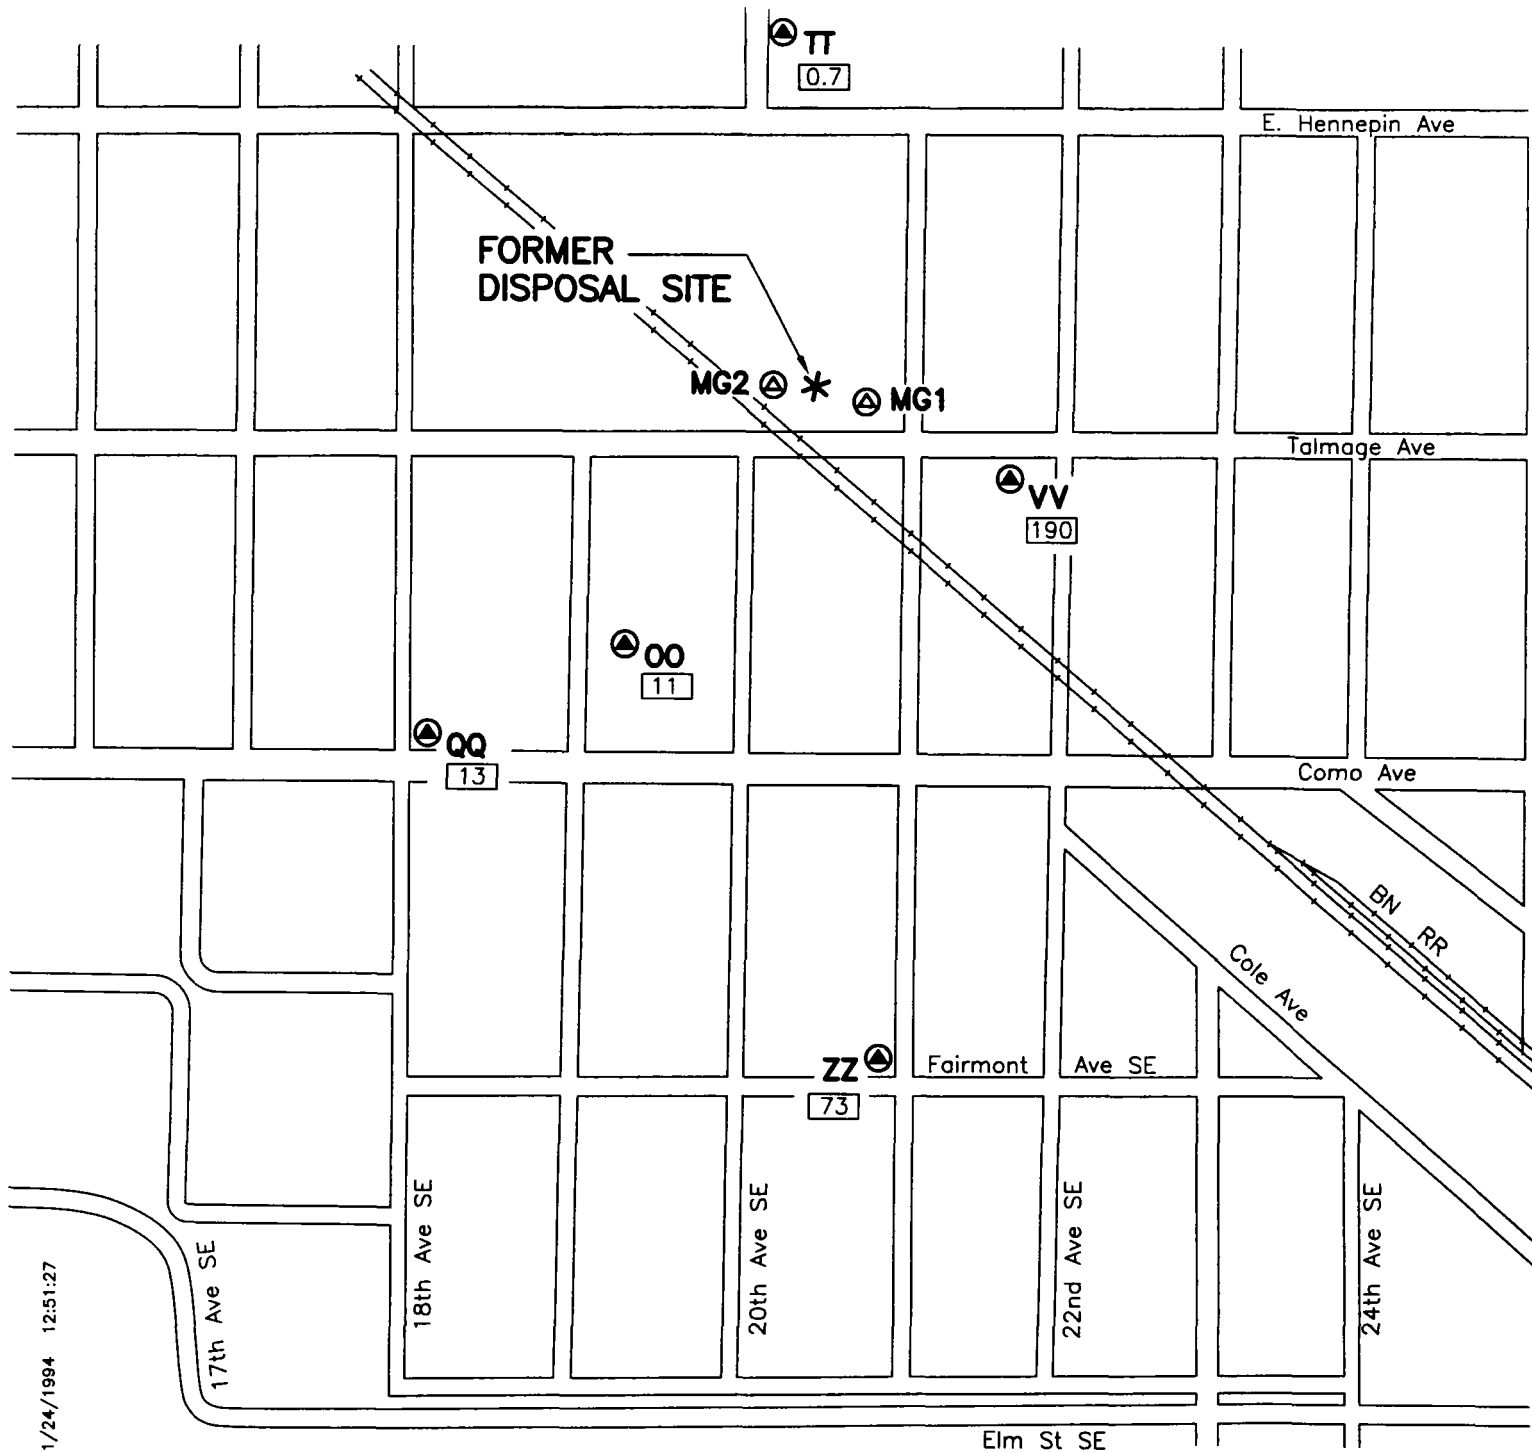 TT
0.7
E. Hennepin Ave
FORMER
DISPOSAL SITE
MG2
MG1
Talmage Ave
VV
190
OO
11
QQ
13
Como Ave
BN RR
Cole Ave
ZZ
73
Fairmont Ave SE
17th Ave SE
18th Ave SE
20th Ave SE
22nd Ave SE
24th Ave SE
Elm St SE
1/24/1994 12:51:27